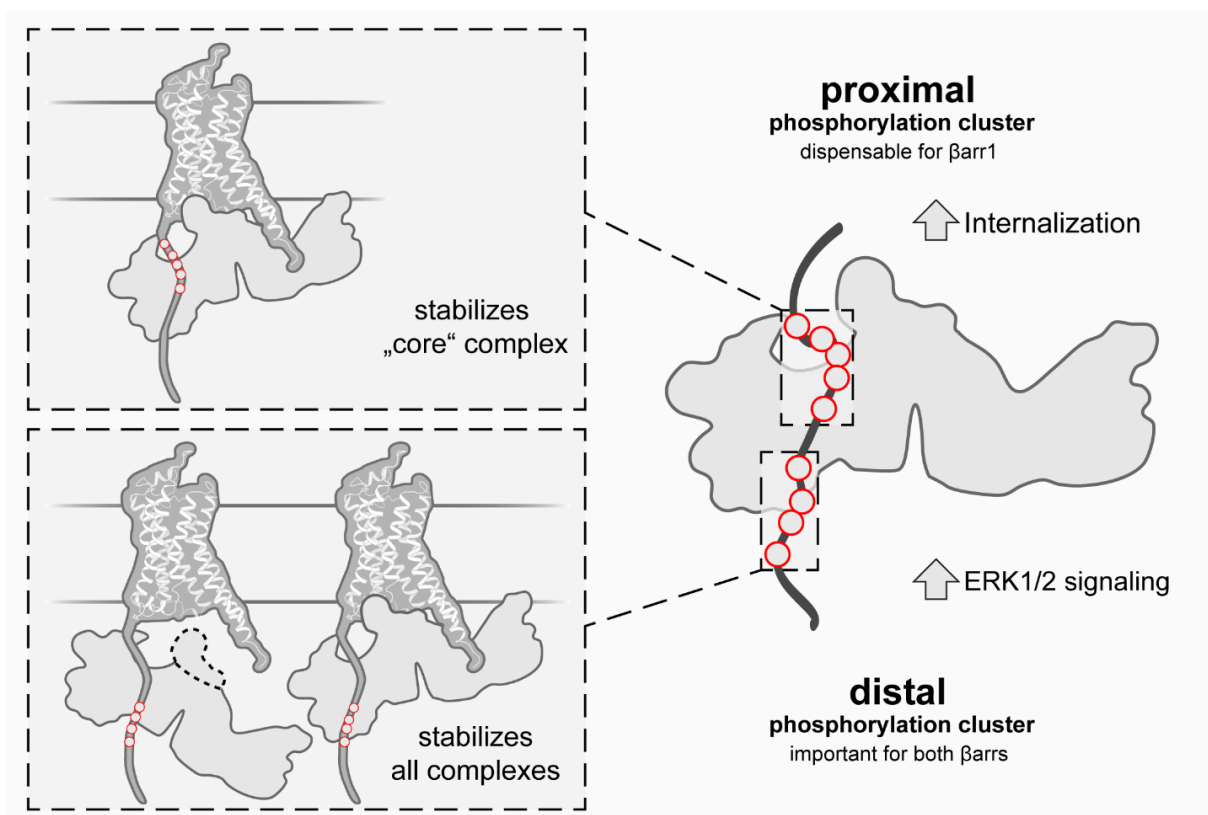 stabilizes
„core“ complex
stabilizes
all complexes
proximal
phosphorylation cluster
dispensable for βarr1
Internalization
ERK1/2 signaling
distal
phosphorylation cluster
important for both βarrs